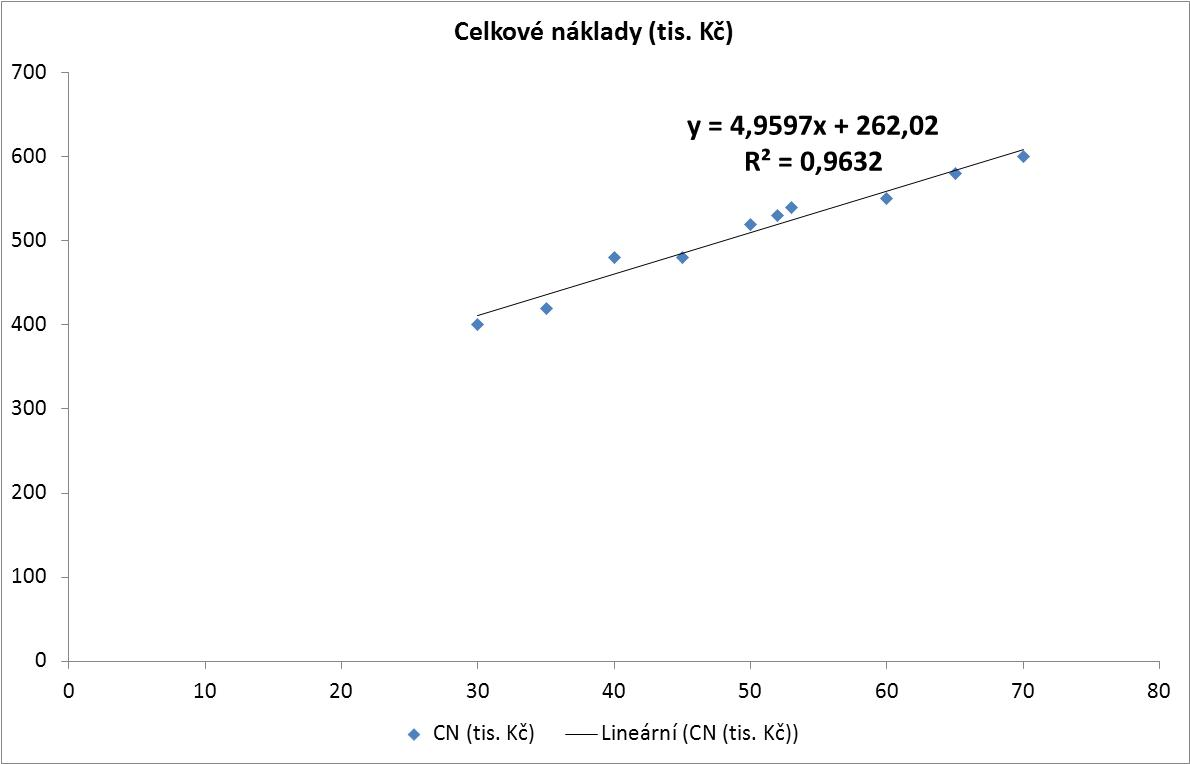 Celkové náklady (tis. Kč)
700
600
500
400
300
200
100
0
y = 4,9597x + 262,02
R² = 0,9632
0 10 20 30 40 50 60 70 80
CN (tis. Kč) Lineární (CN (tis. Kč))